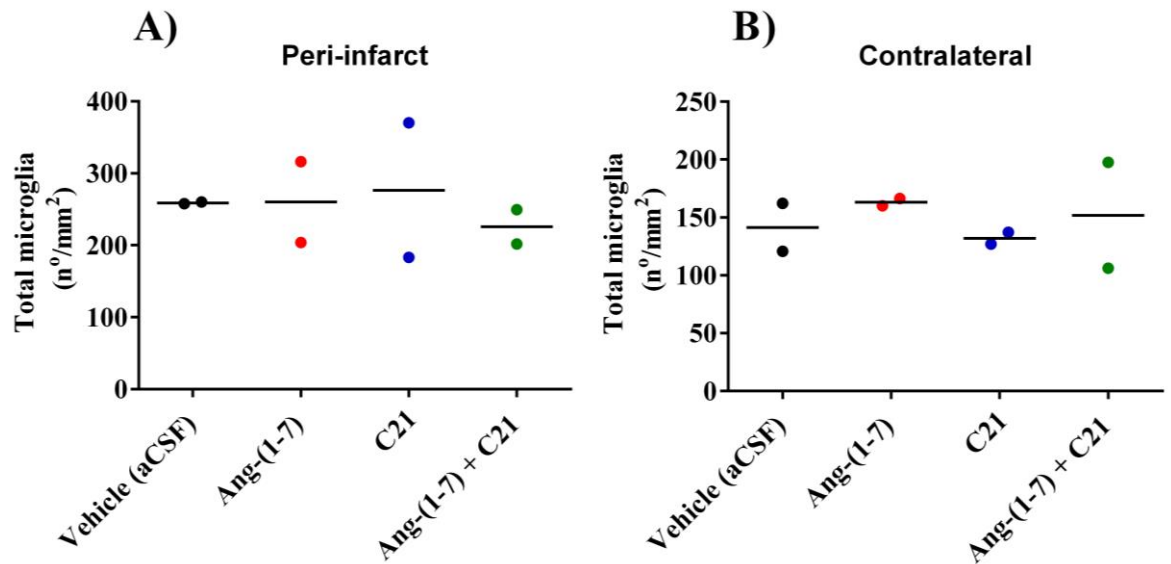 A)
Peri-infarct
Total microglia
(nº/mm²)
400
300
200
100
0
Vehicle (aCSF)
Ang-(1-7)
C21
Ang-(1-7) + C21
B)
Contralateral
Total microglia
(nº/mm²)
250
200
150
100
50
0
Vehicle (aCSF)
Ang-(1-7)
C21
Ang-(1-7) + C21